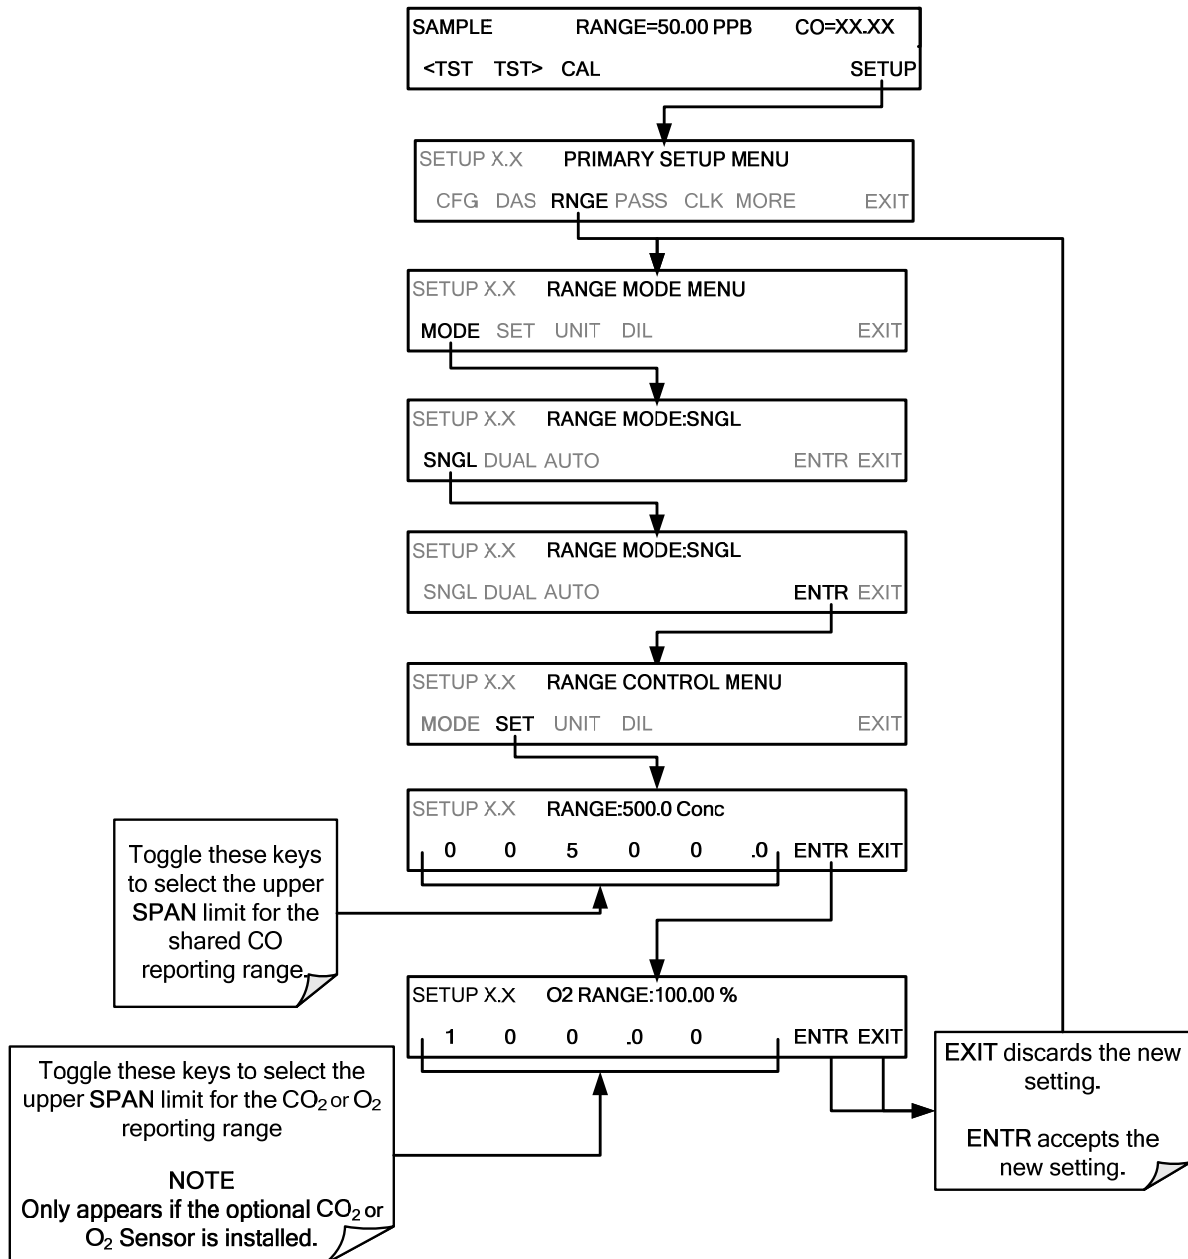 SAMPLE RANGE=50.00 PPB CO=XX.XX
<TST TST> CAL SETUP
SETUP X.X PRIMARY SETUP MENU
CFG DAS RNGE PASS CLK MORE EXIT
SETUP X.X RANGE MODE MENU
MODE SET UNIT DIL EXIT
SETUP X.X RANGE MODE:SNGL
SNGL DUAL AUTO ENTR EXIT
SETUP X.X RANGE MODE:SNGL
SNGL DUAL AUTO ENTR EXIT
SETUP X.X RANGE CONTROL MENU
MODE SET UNIT DIL EXIT
SETUP X.X RANGE:500.0 Conc
0 0 5 0 0 .0 ENTR EXIT
Toggle these keys
to select the upper
SPAN limit for the
shared CO
reporting range.
SETUP X.X O2 RANGE:100.00 %
1 0 0 .0 0 ENTR EXIT
Toggle these keys to select the
upper SPAN limit for the CO₂ or O₂
reporting range
NOTE
Only appears if the optional CO₂ or
O₂ Sensor is installed.
EXIT discards the new
setting.
ENTR accepts the
new setting.